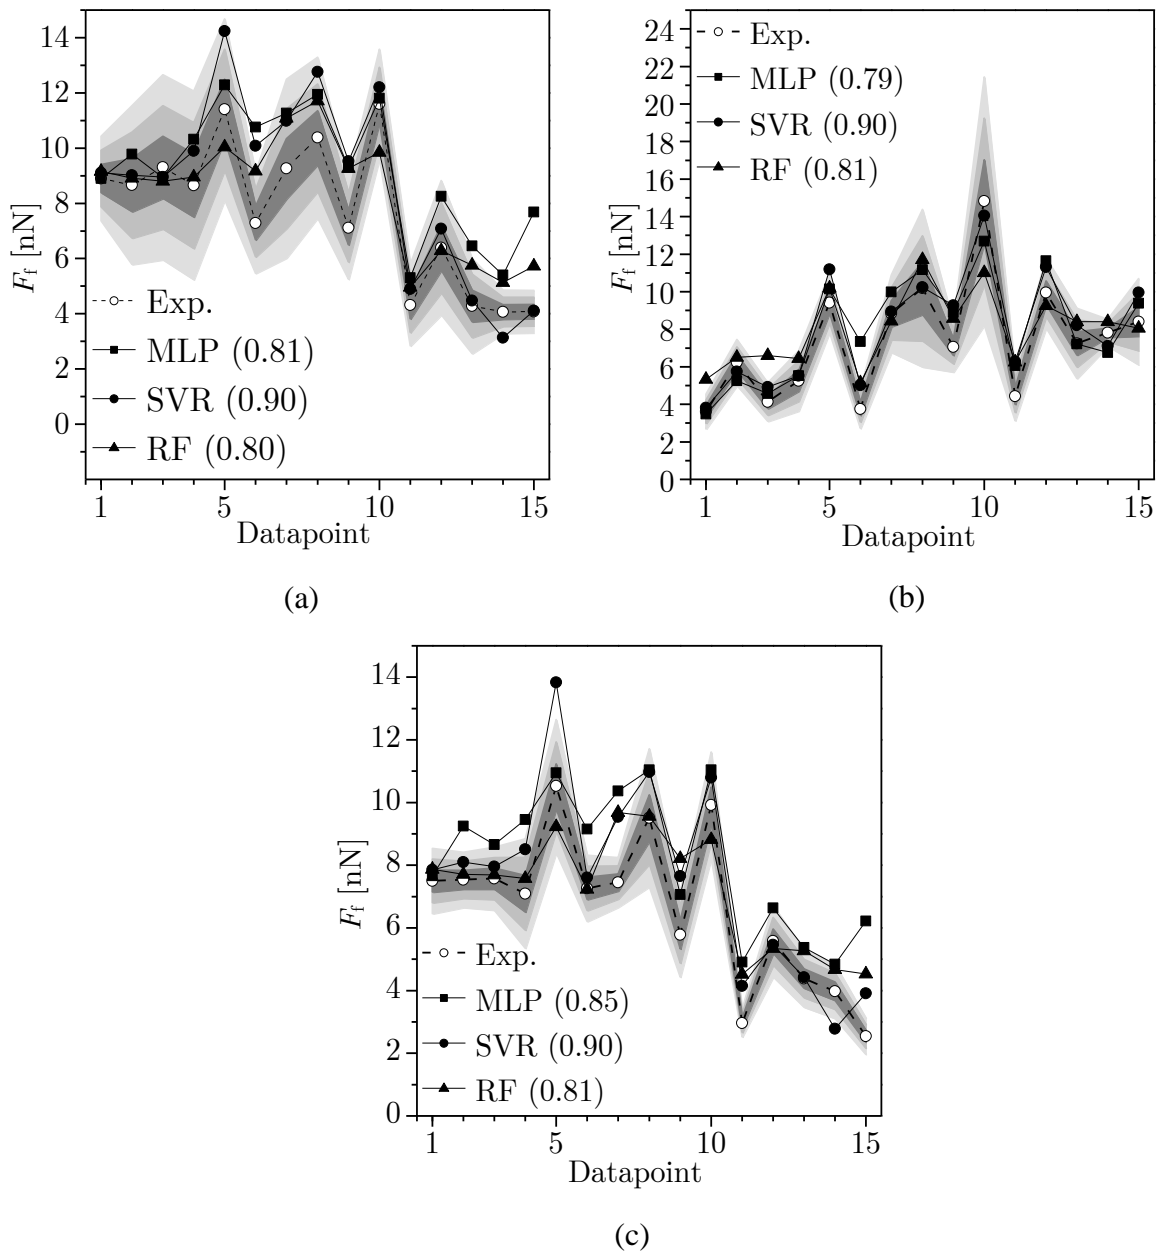 14
12
10
8
6
4
2
0
F_f [nN]
Exp.
MLP (0.81)
SVR (0.90)
RF (0.80)
1 5 10 15
Datapoint
(a)
24
22
20
18
16
14
12
10
8
6
4
2
0
F_f [nN]
Exp.
MLP (0.79)
SVR (0.90)
RF (0.81)
1 5 10 15
Datapoint
(b)
14
12
10
8
6
4
2
0
F_f [nN]
Exp.
MLP (0.85)
SVR (0.90)
RF (0.81)
1 5 10 15
Datapoint
(c)